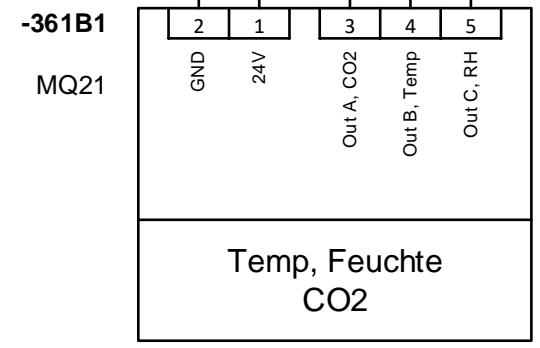 -361B1
2 1 3 4 5
MQ21
GND
24V
Out A, CO2
Out B, Temp
Out C, RH
Temp, Feuchte
CO2